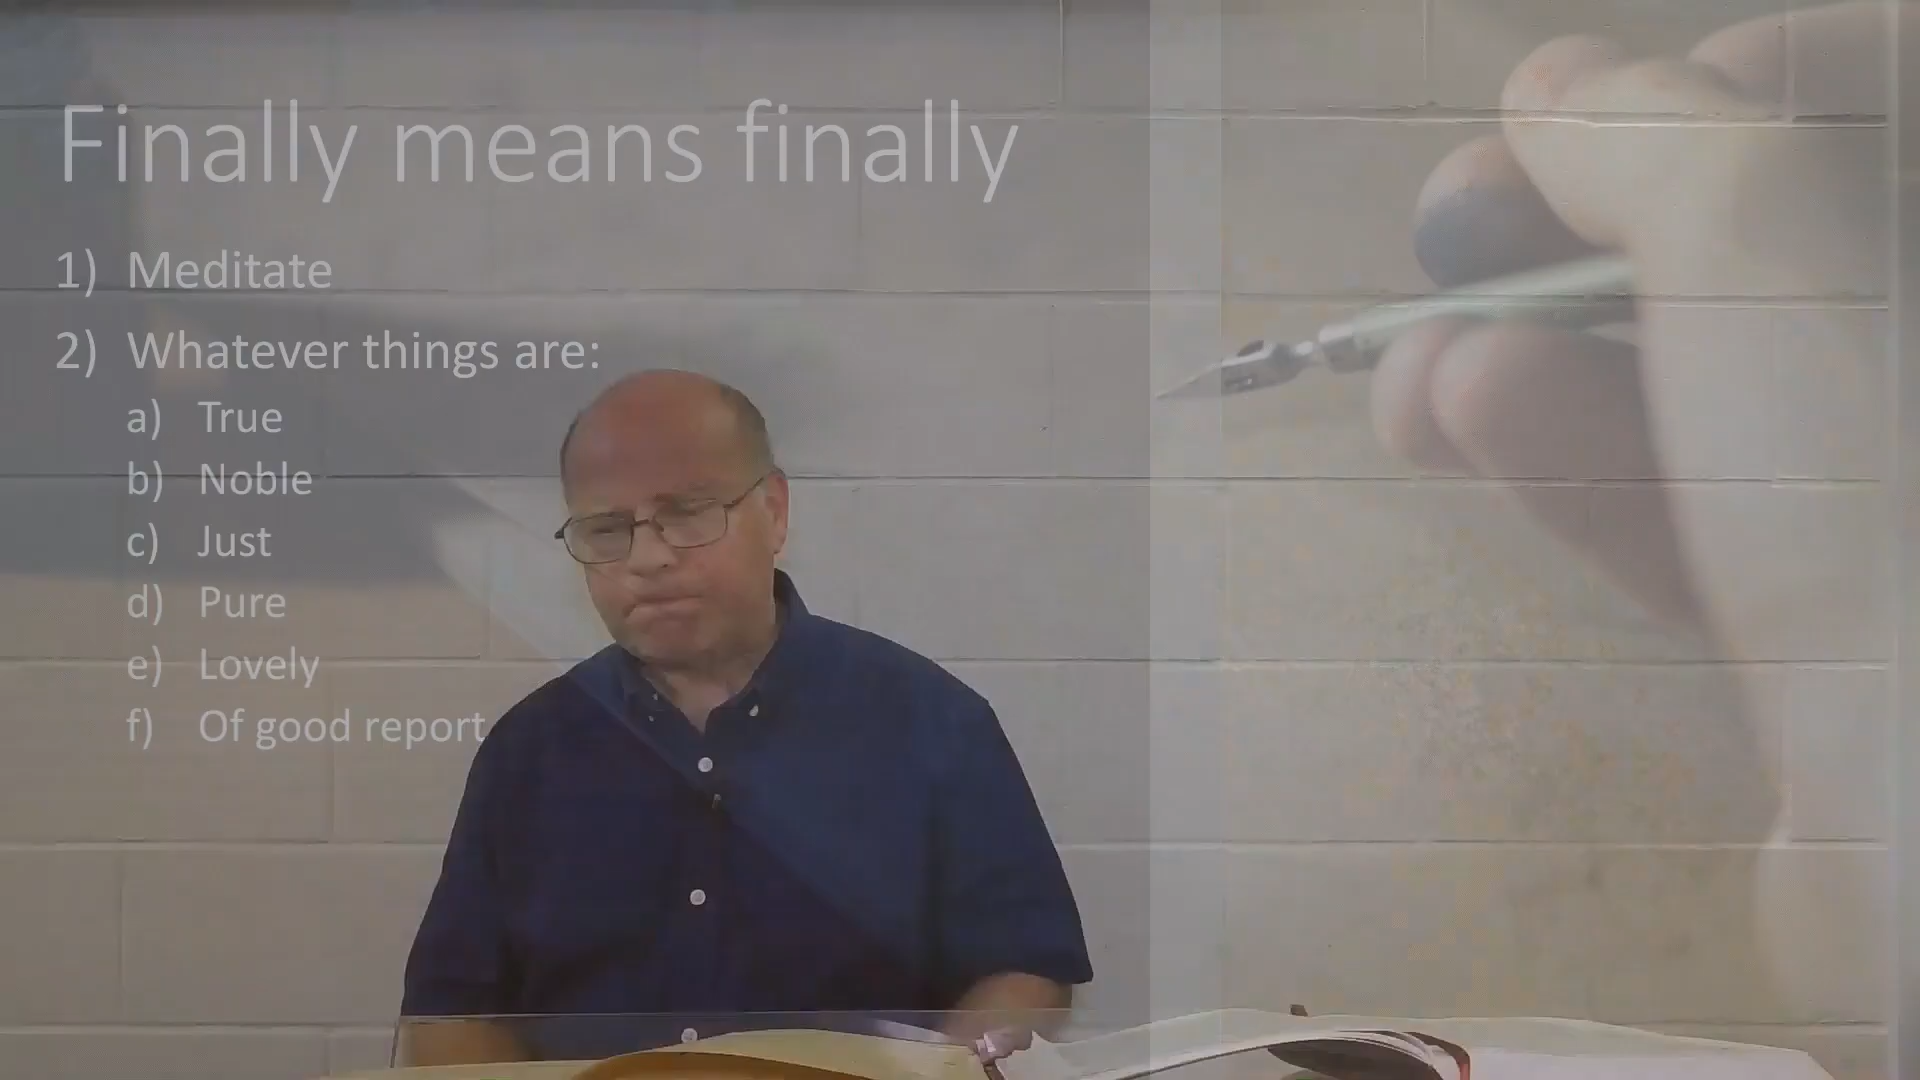 Finally means finally
1) Meditate
2) Whatever things are:
a) True
b) Noble
c) Just
d) Pure
e) Lovely
f) Of good report